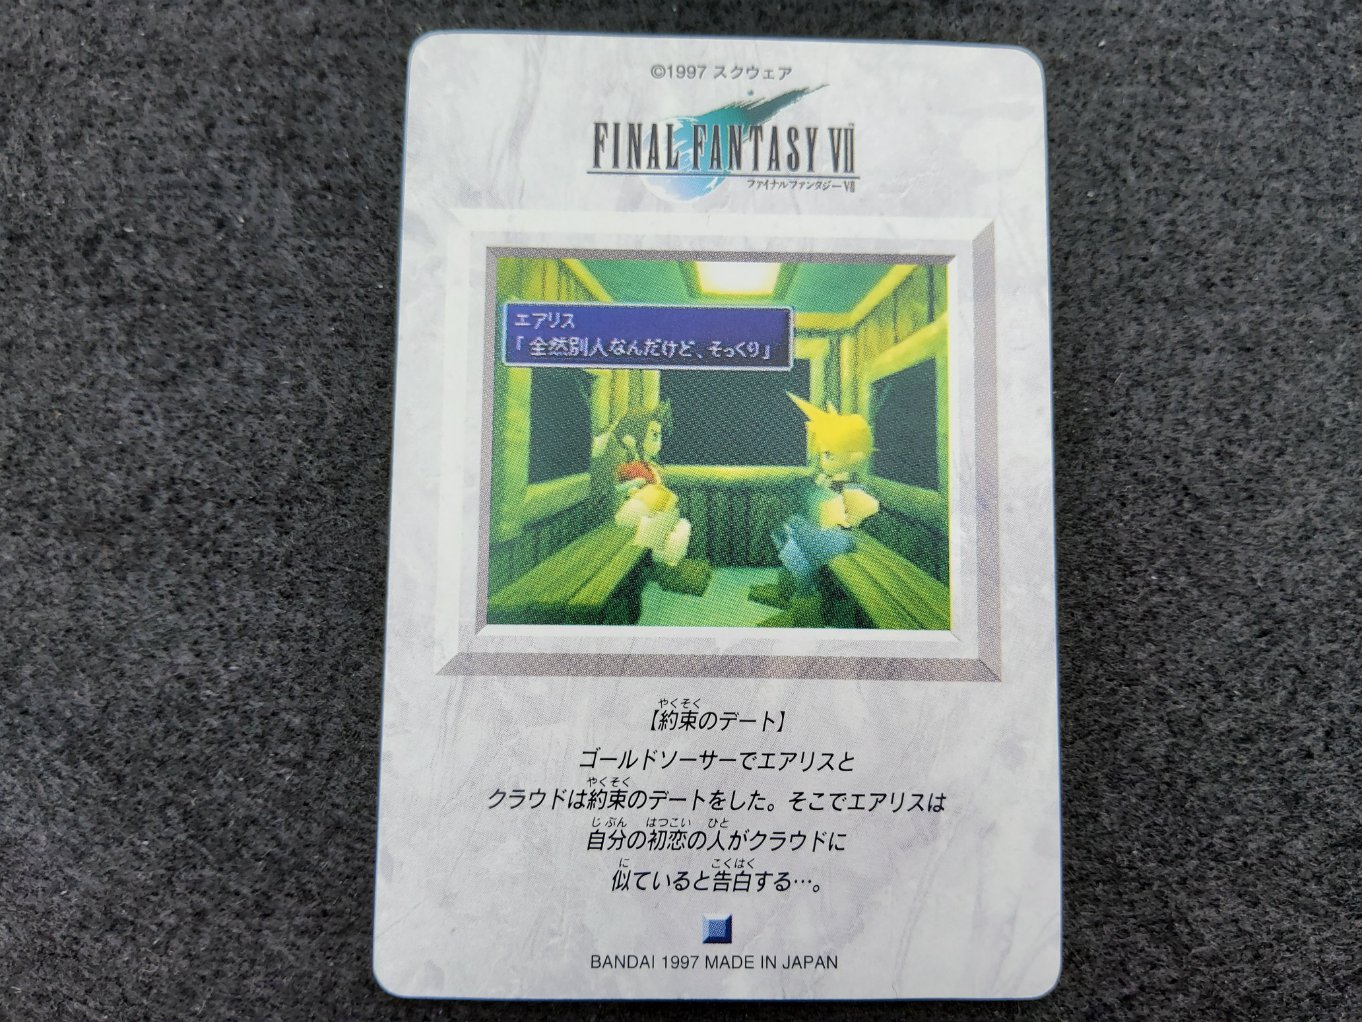 ©1997 スクウェア
FINAL FANTASY VII
ファイナルファンタジーVII
エアリス
「全然別人なんだけど、そっくり」
やくそく
【約束のデート】
ゴールドソーサーでエアリスと
やくそく
クラウドは約束のデートをした。そこでエアリスは
じぶん はつこい ひと
自分の初恋の人がクラウドに
に こくはく
似ていると告白する…。
BANDAI 1997 MADE IN JAPAN